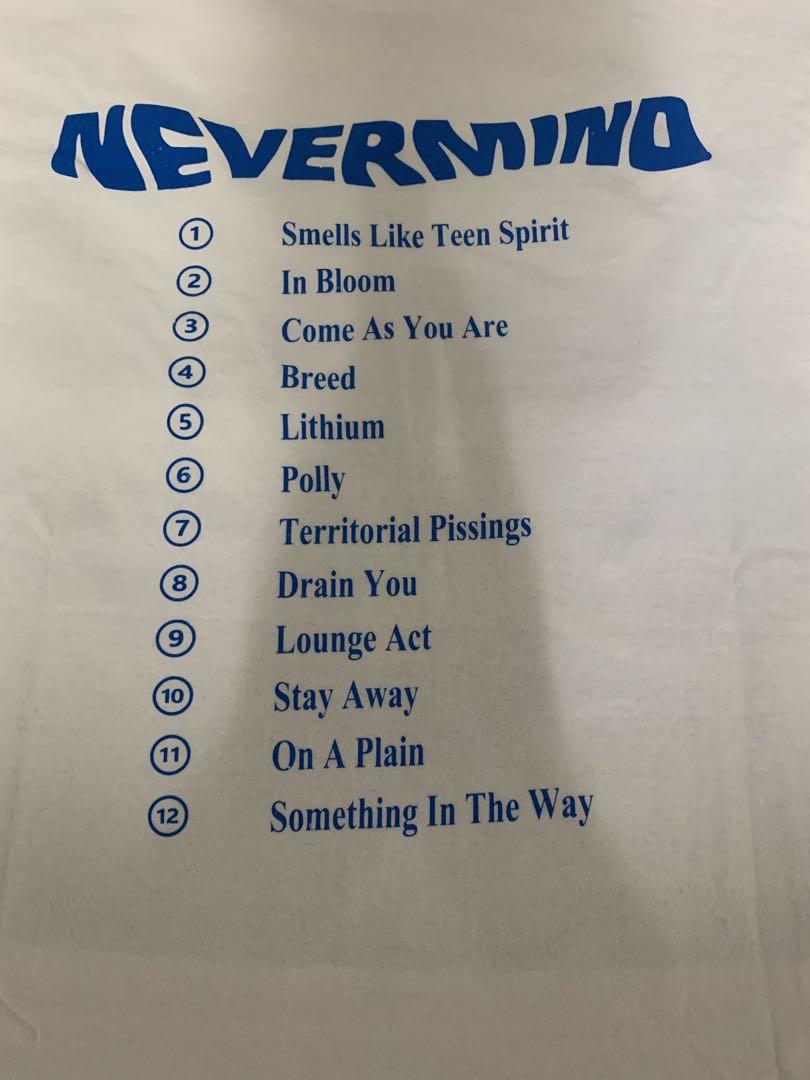 NEVERMIND
1 Smells Like Teen Spirit
2 In Bloom
3 Come As You Are
4 Breed
5 Lithium
6 Polly
7 Territorial Pissings
8 Drain You
9 Lounge Act
10 Stay Away
11 On A Plain
12 Something In The Way